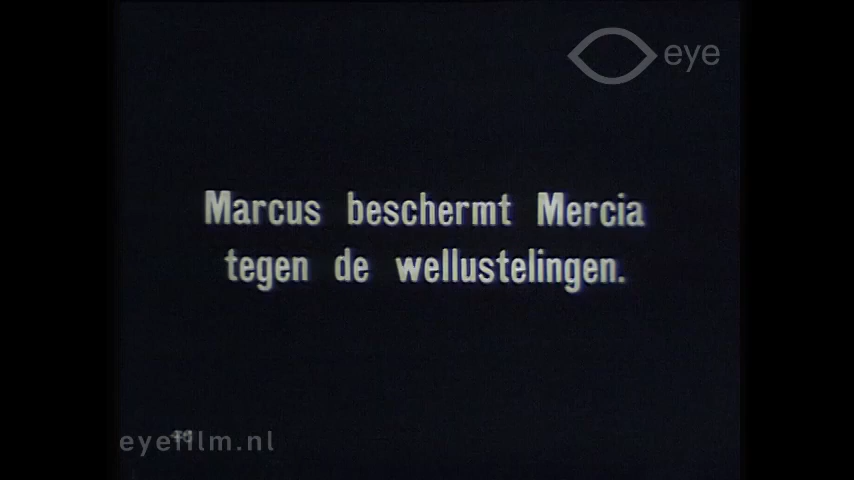 eye
Marcus beschermt Mercia
tegen de wellustelingen.
eyefilm.nl